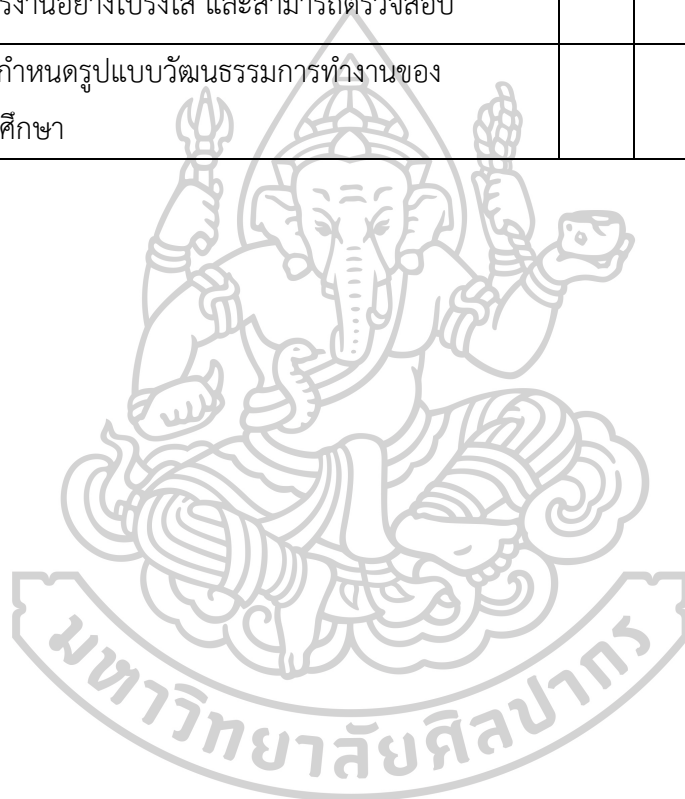 รงานอย่างโปร่งใส และสามารถตรวจสอบ
กำหนดรูปแบบวัฒนธรรมการทำงานของ
ศึกษา
มหาวิทยาลัยศิลปากร